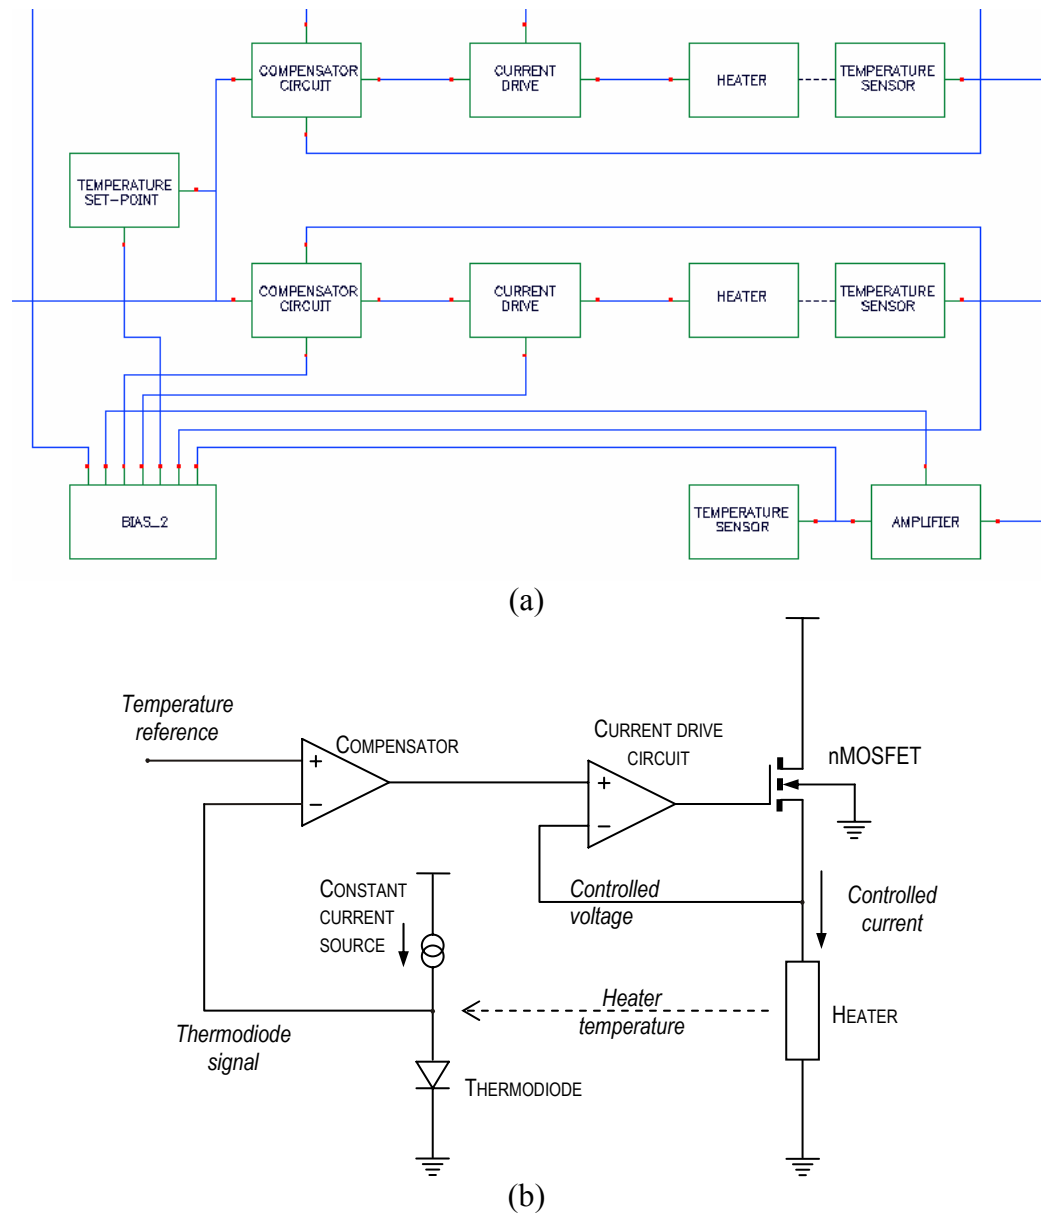 COMPENSATOR
CIRCUIT
CURRENT
DRIVE
HEATER
TEMPERATURE
SENSOR
TEMPERATURE
SET-POINT
COMPENSATOR
CIRCUIT
CURRENT
DRIVE
HEATER
TEMPERATURE
SENSOR
BIAS_2
TEMPERATURE
SENSOR
AMPLIFIER
(a)
Temperature
reference
+
−
COMPENSATOR
CURRENT DRIVE
CIRCUIT
+
−
nMOSFET
CONSTANT
CURRENT
SOURCE
Controlled
voltage
Controlled
current
Thermodiode
signal
Heater
temperature
HEATER
THERMODIODE
(b)